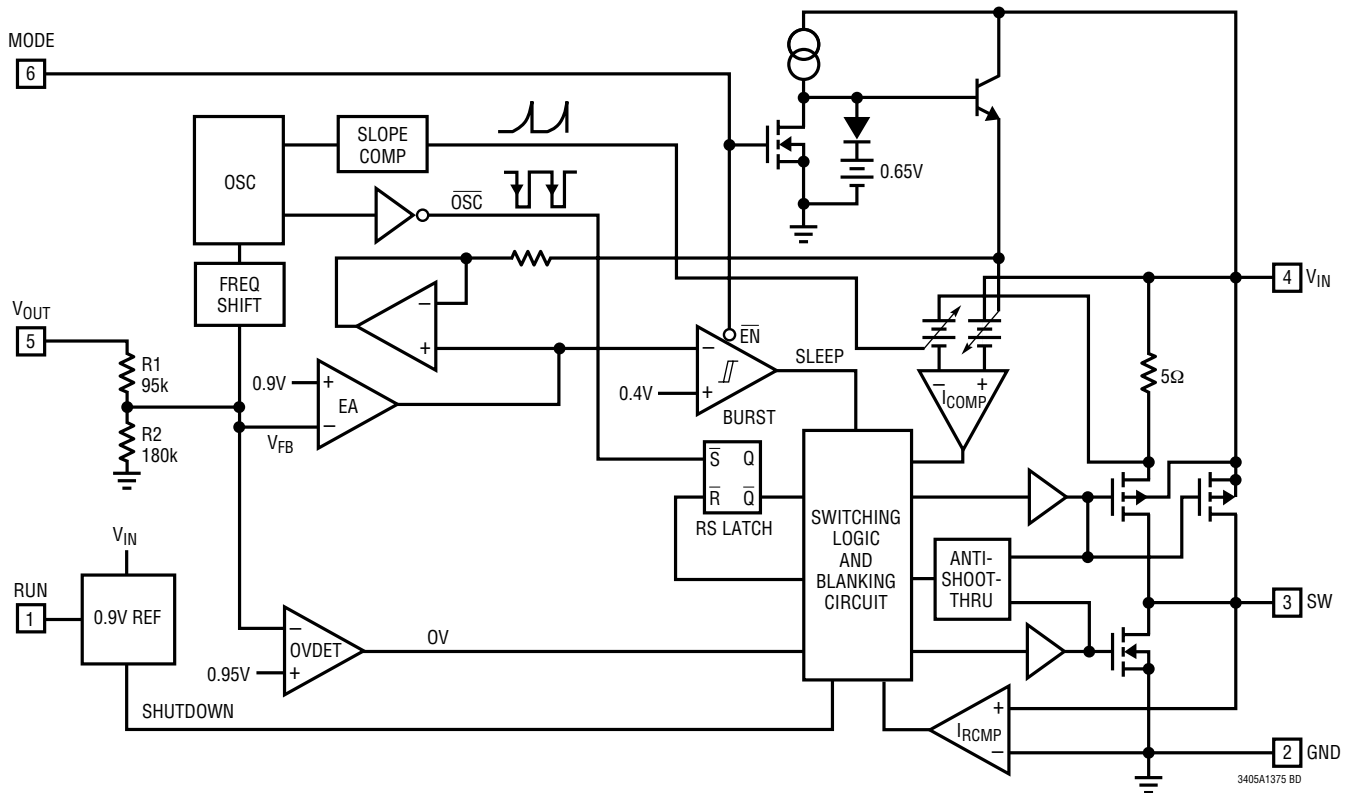 MODE
6
OSC
SLOPE
COMP
OSC
FREQ
SHIFT
0.65V
4
VIN
VOUT
5
R1
95k
R2
180k
0.9V
+
–
EA
VFB
–
+
–
+
EN
0.4V
BURST
SLEEP
–
+
ICOMP
5Ω
S
Q
R
Q
RS LATCH
SWITCHING
LOGIC
AND
BLANKING
CIRCUIT
ANTI-
SHOOT-
THRU
VIN
RUN
1
0.9V REF
3
SW
–
OVDET
+
0.95V
OV
SHUTDOWN
+
IRCMP
–
2
GND
3405A1375 BD